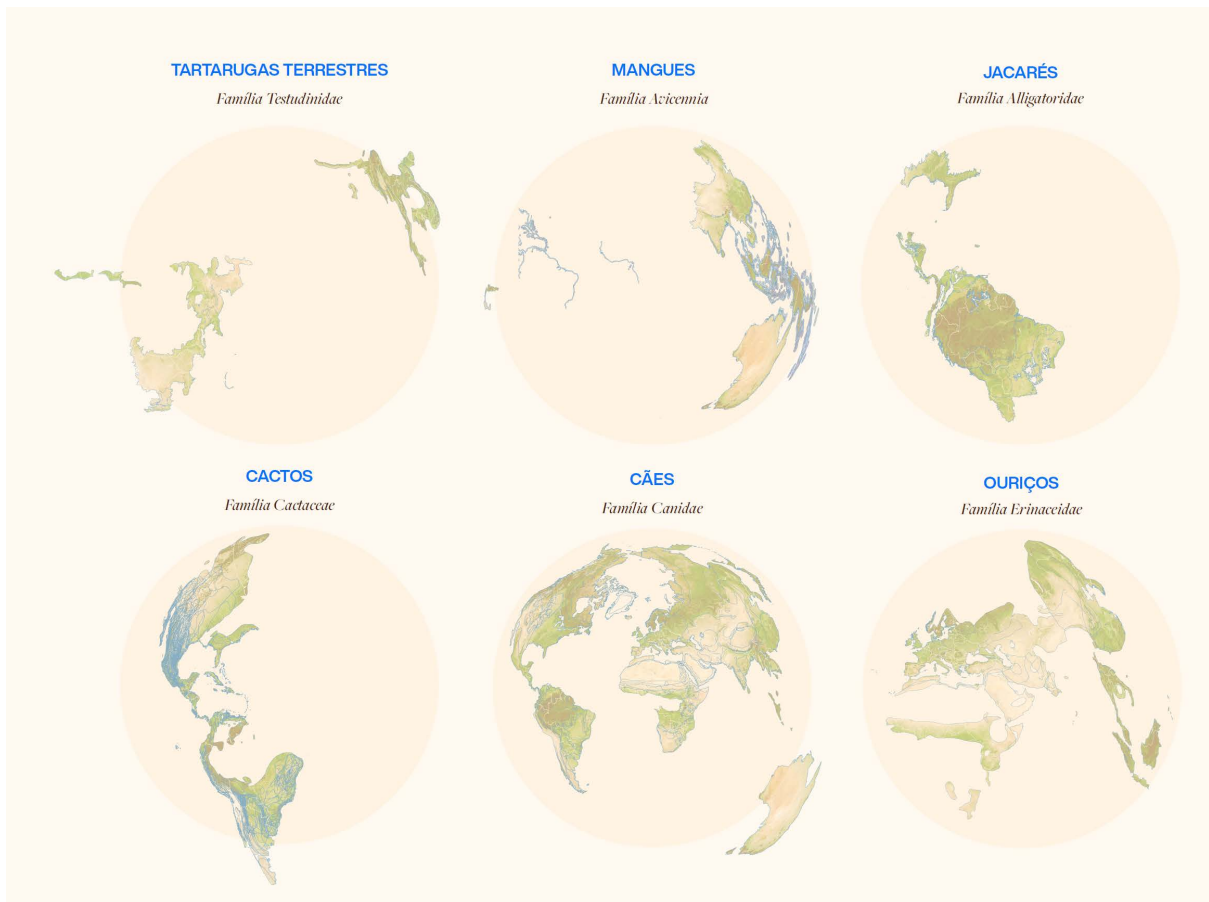 TARTARUGAS TERRESTRES
Família Testudinidae
MANGUES
Família Avicennia
JACARÉS
Família Alligatoridae
CACTOS
Família Cactaceae
CÃES
Família Canidae
OURIÇOS
Família Erinaceidae